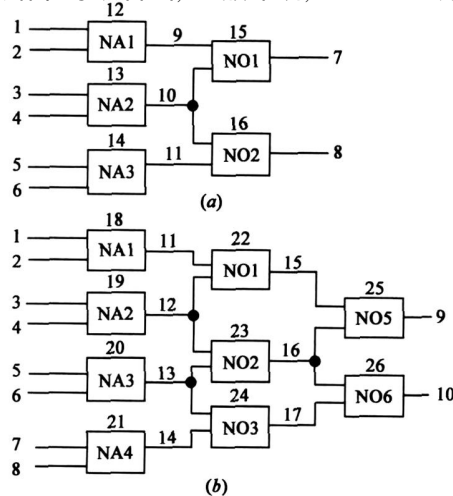 12
1 NA1 9 15
2 NO1 7
13
3 NA2 10
4 16
14 NO2 8
5 NA3 11
6
(a)
18
1 NA1 11 22
2 NO1 15
19 25
3 NA2 12 NO5 9
4 23
20 NO2 16 26
5 NA3 13 NO6 10
6 24
21 NO3 17
7 NA4 14
8
(b)